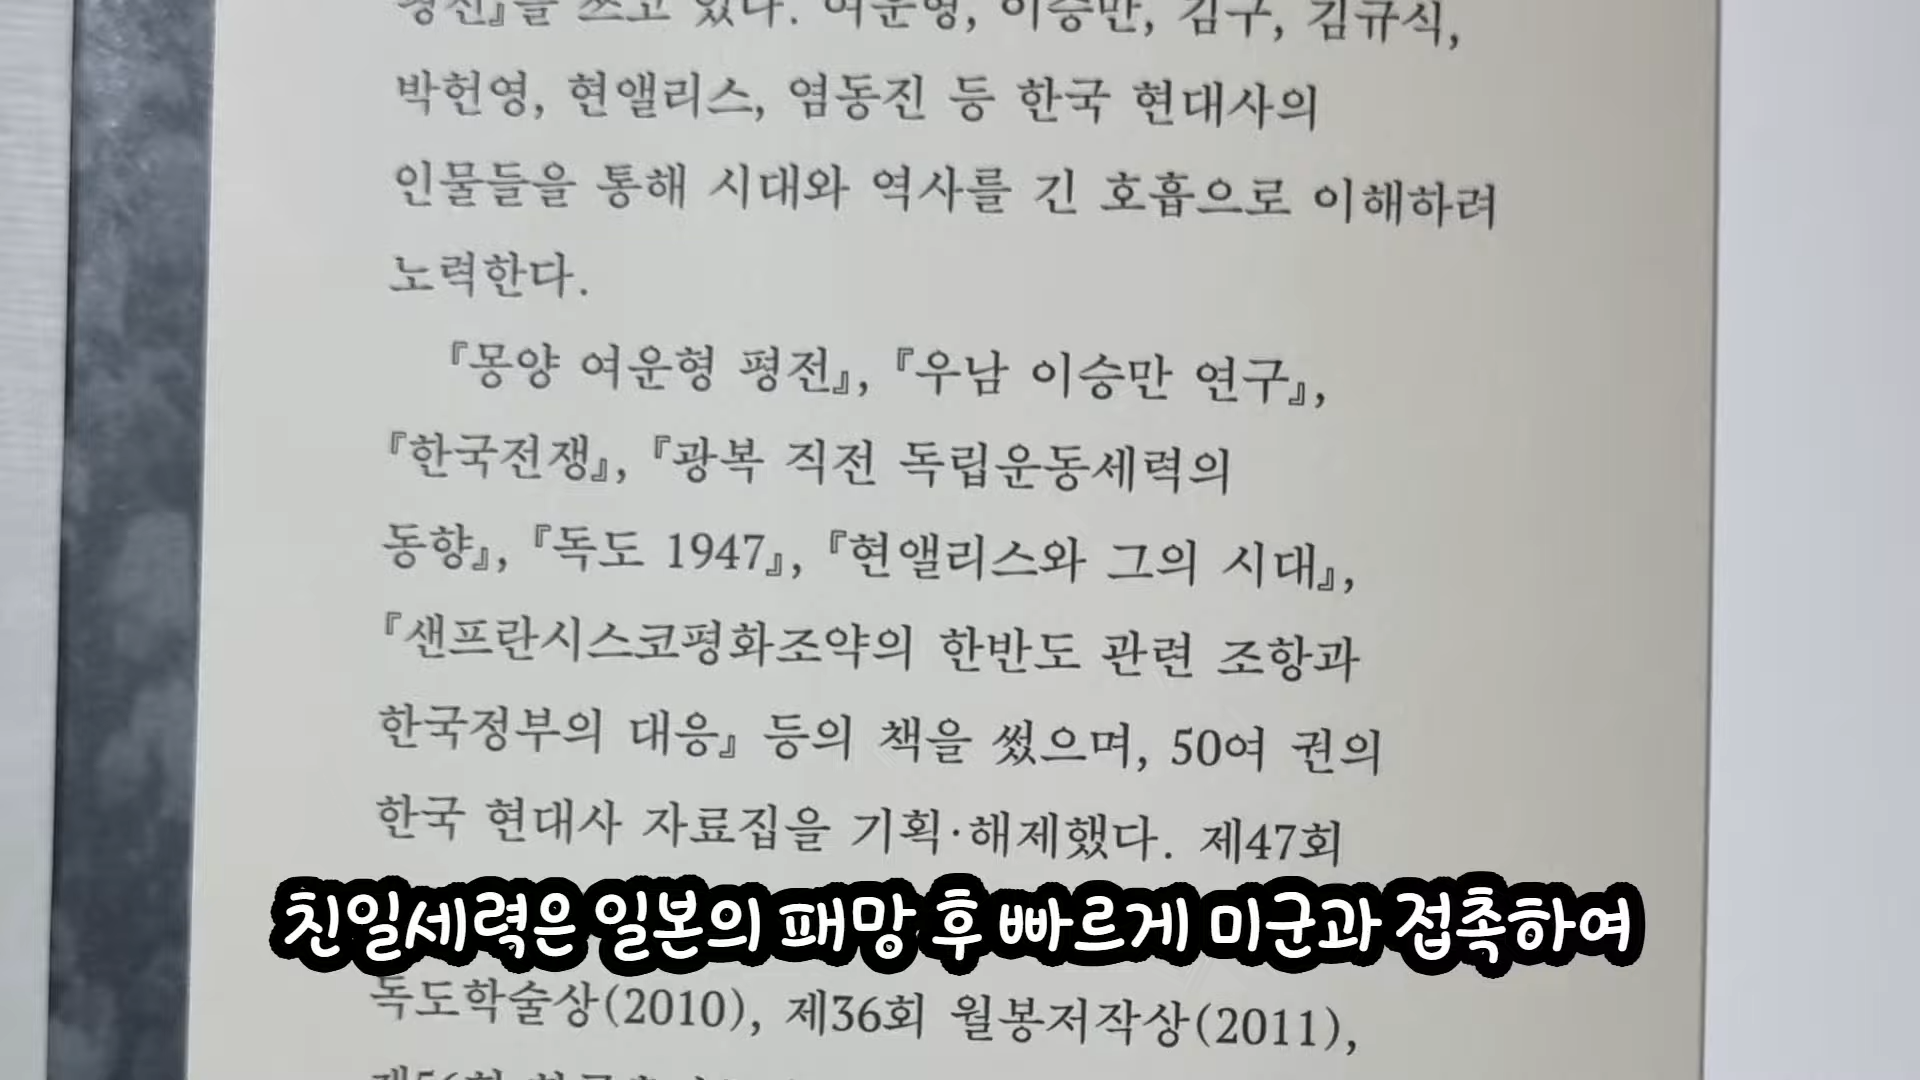 평전』을 쓰고 있다. 여운형, 이승만, 김구, 김규식,
박헌영, 현앨리스, 염동진 등 한국 현대사의
인물들을 통해 시대와 역사를 긴 호흡으로 이해하려
노력한다.
『몽양 여운형 평전』, 『우남 이승만 연구』,
『한국전쟁』, 『광복 직전 독립운동세력의
동향』, 『독도 1947』, 『현앨리스와 그의 시대』,
『샌프란시스코평화조약의 한반도 관련 조항과
한국정부의 대응』 등의 책을 썼으며, 50여 권의
한국 현대사 자료집을 기획·해제했다. 제47회
친일세력은 일본의 패망 후 빠르게 미군과 접촉하여
독도학술상(2010), 제36회 월봉저작상(2011),